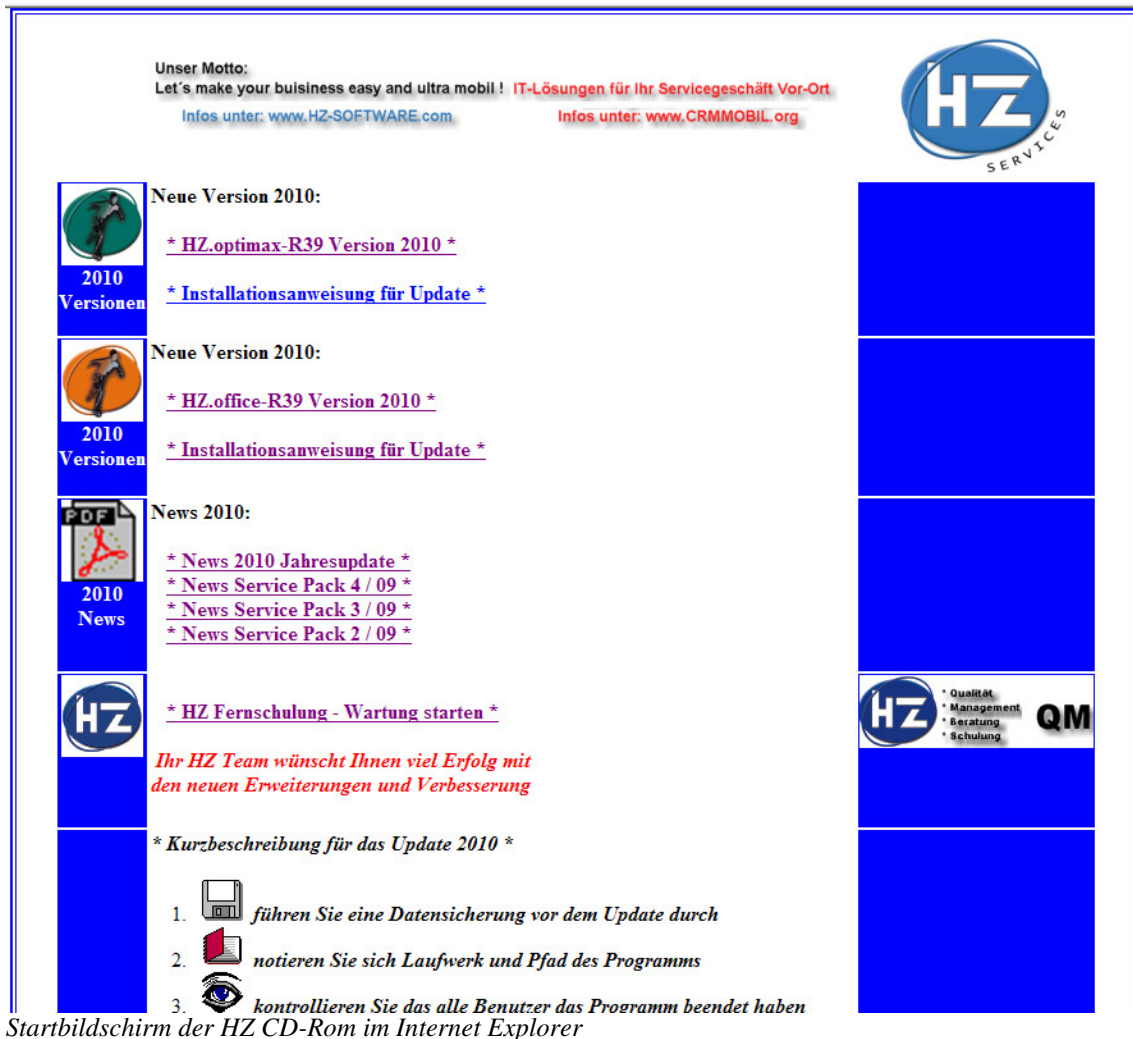 Unser Motto:
Let´s make your buisiness easy and ultra mobil ! IT-Lösungen für Ihr Servicegeschäft Vor-Ort
Infos unter: www.HZ-SOFTWARE.com Infos unter: www.CRMMOBIL.org
HZ
SERVICES
Neue Version 2010:
* HZ.optimax-R39 Version 2010 *
2010
Versionen
* Installationsanweisung für Update *
Neue Version 2010:
* HZ.office-R39 Version 2010 *
2010
Versionen
* Installationsanweisung für Update *
PDF
News 2010:
* News 2010 Jahresupdate *
* News Service Pack 4 / 09 *
* News Service Pack 3 / 09 *
* News Service Pack 2 / 09 *
2010
News
HZ
* HZ Fernschulung - Wartung starten *
Ihr HZ Team wünscht Ihnen viel Erfolg mit
den neuen Erweiterungen und Verbesserung
HZ
* Qualität
* Management
* Beratung
* Schulung
QM
* Kurzbeschreibung für das Update 2010 *
1. führen Sie eine Datensicherung vor dem Update durch
2. notieren Sie sich Laufwerk und Pfad des Programms
3. kontrollieren Sie das alle Benutzer das Programm beendet haben
Startbildschirm der HZ CD-Rom im Internet Explorer